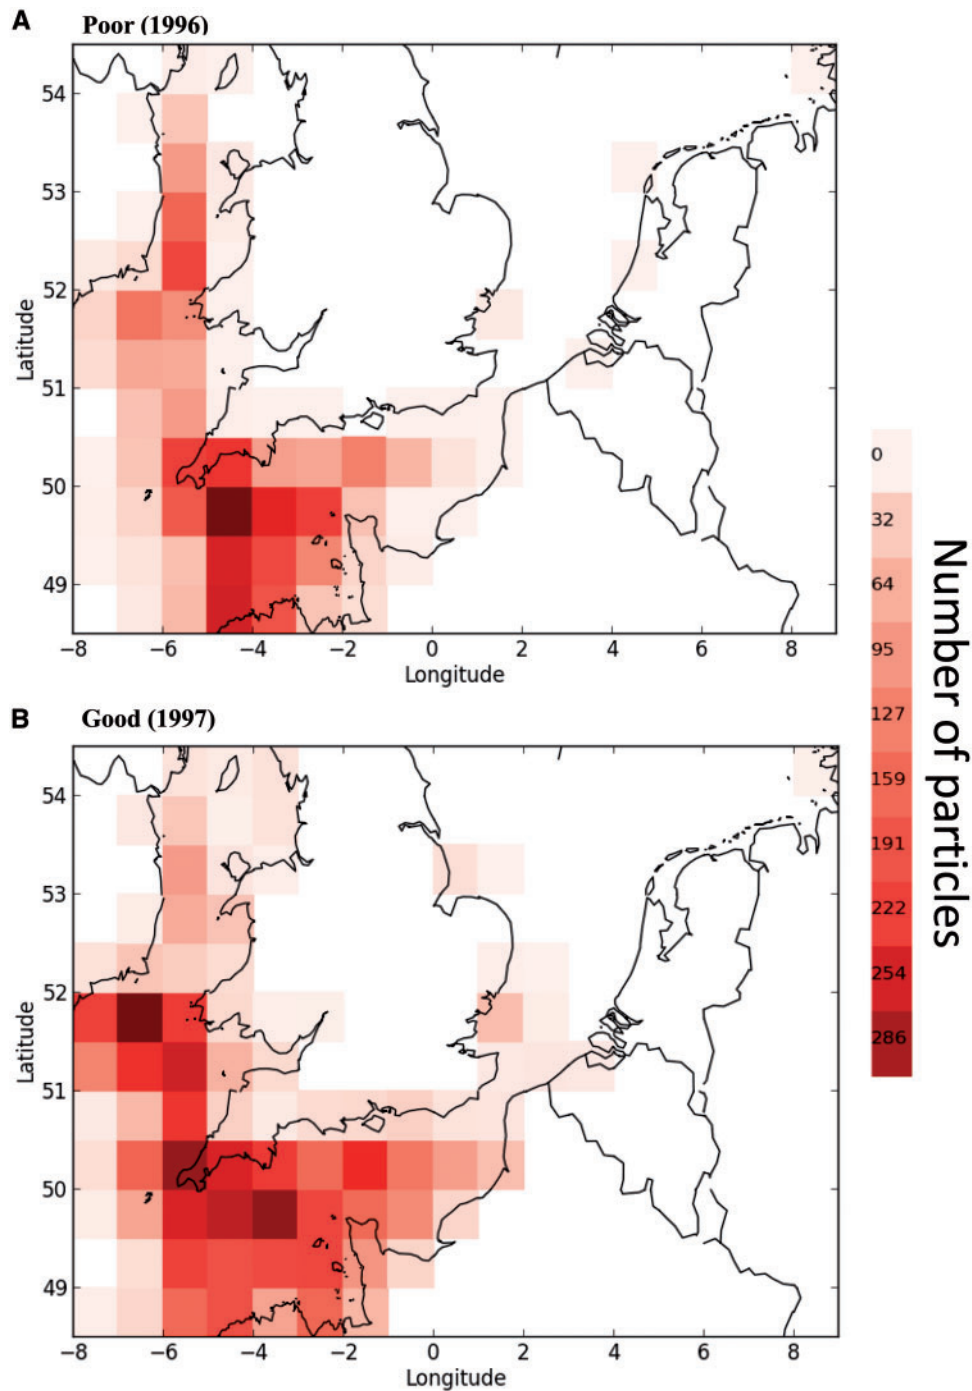 A
Poor (1996)
54
53
52
51
50
49
Latitude
−8 −6 −4 −2 0 2 4 6 8
Longitude
B
Good (1997)
54
53
52
51
50
49
Latitude
−8 −6 −4 −2 0 2 4 6 8
Longitude
0
32
64
95
127
159
191
222
254
286
Number of particles